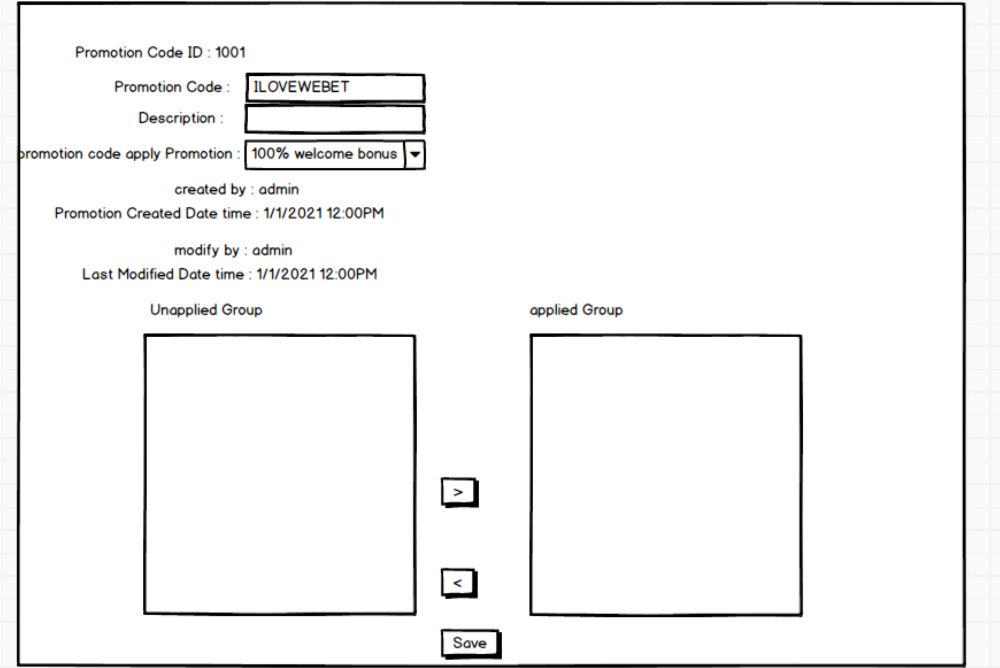 Promotion Code ID : 1001
Promotion Code : ILOVEWEBET
Description :
promotion code apply Promotion : 100% welcome bonus
created by : admin
Promotion Created Date time : 1/1/2021 12:00PM
modify by : admin
Last Modified Date time : 1/1/2021 12:00PM
Unapplied Group applied Group
>
<
Save